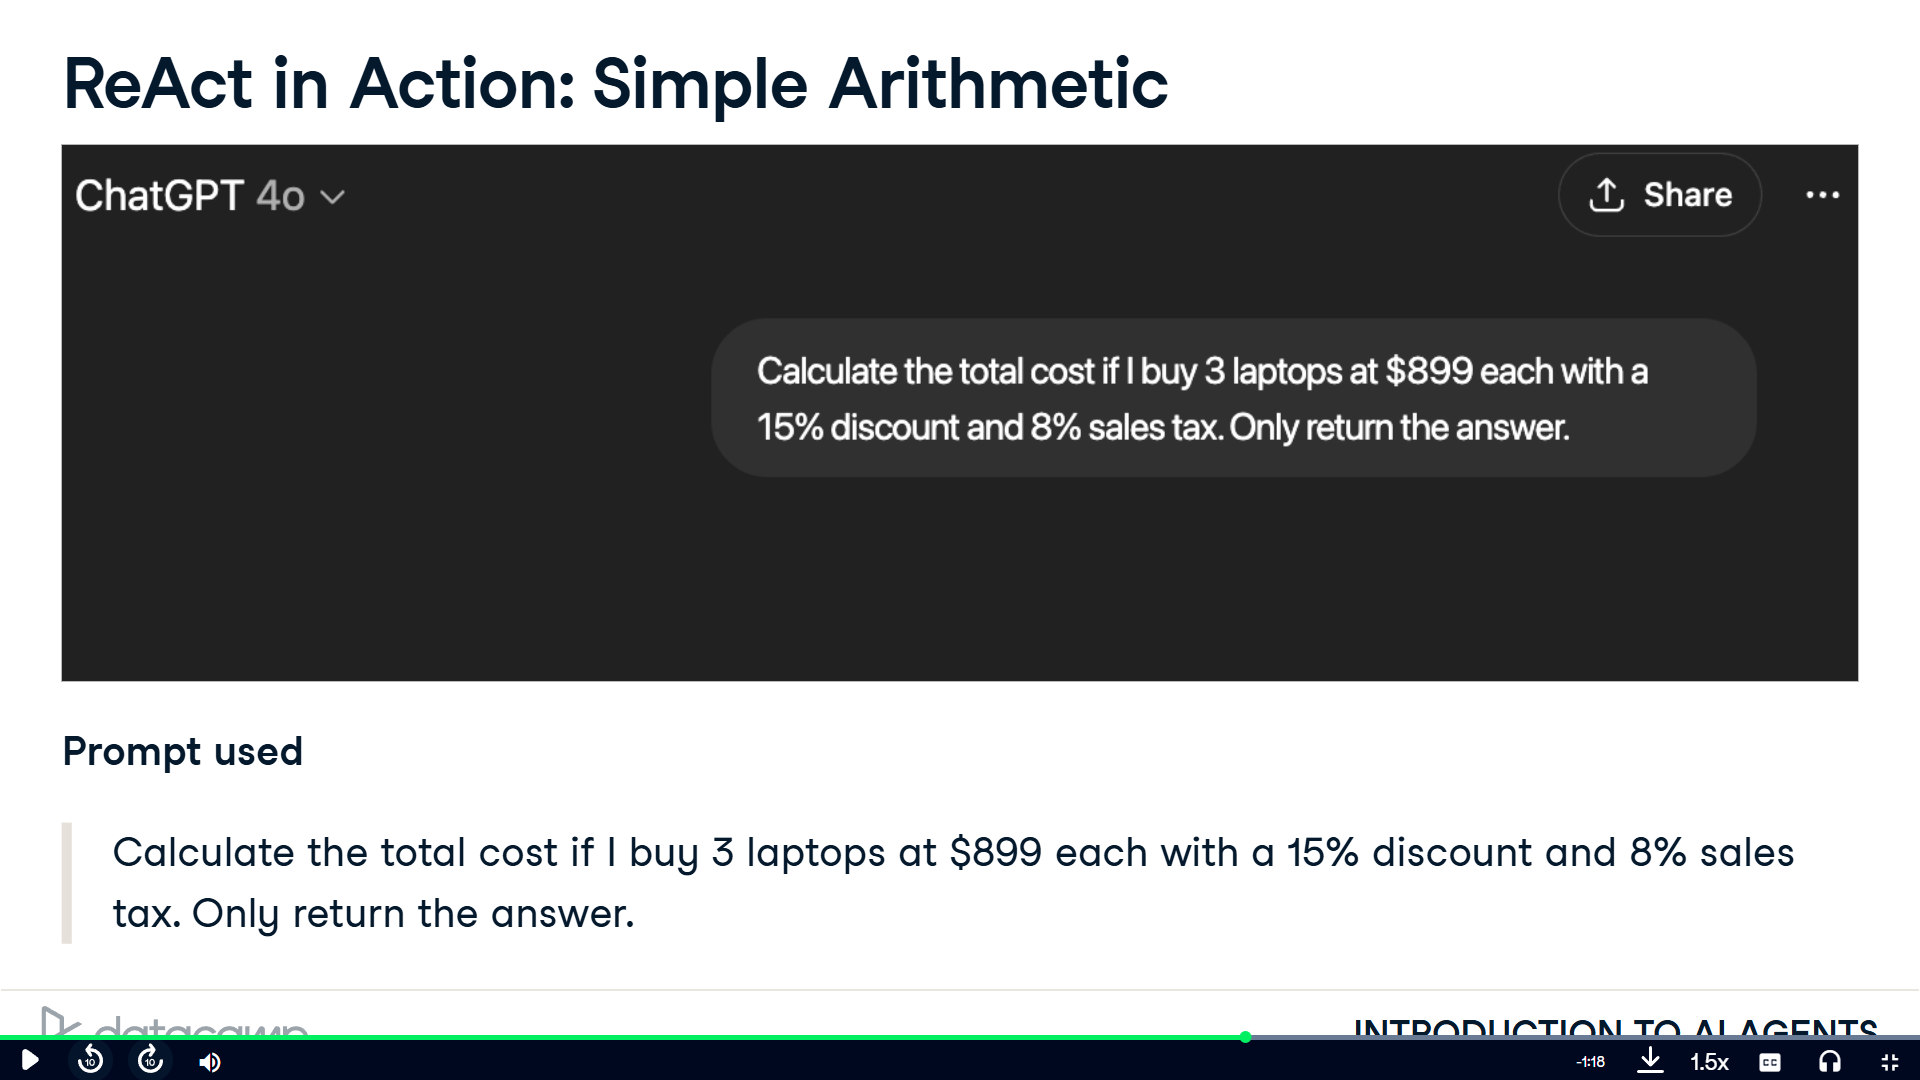 ReAct in Action: Simple Arithmetic
ChatGPT 4o
Share
Calculate the total cost if I buy 3 laptops at $899 each with a
15% discount and 8% sales tax. Only return the answer.
Prompt used
Calculate the total cost if I buy 3 laptops at $899 each with a 15% discount and 8% sales
tax. Only return the answer.
datacamp
INTRODUCTION TO AI AGENTS
10
10
-1:18
1.5x
CC